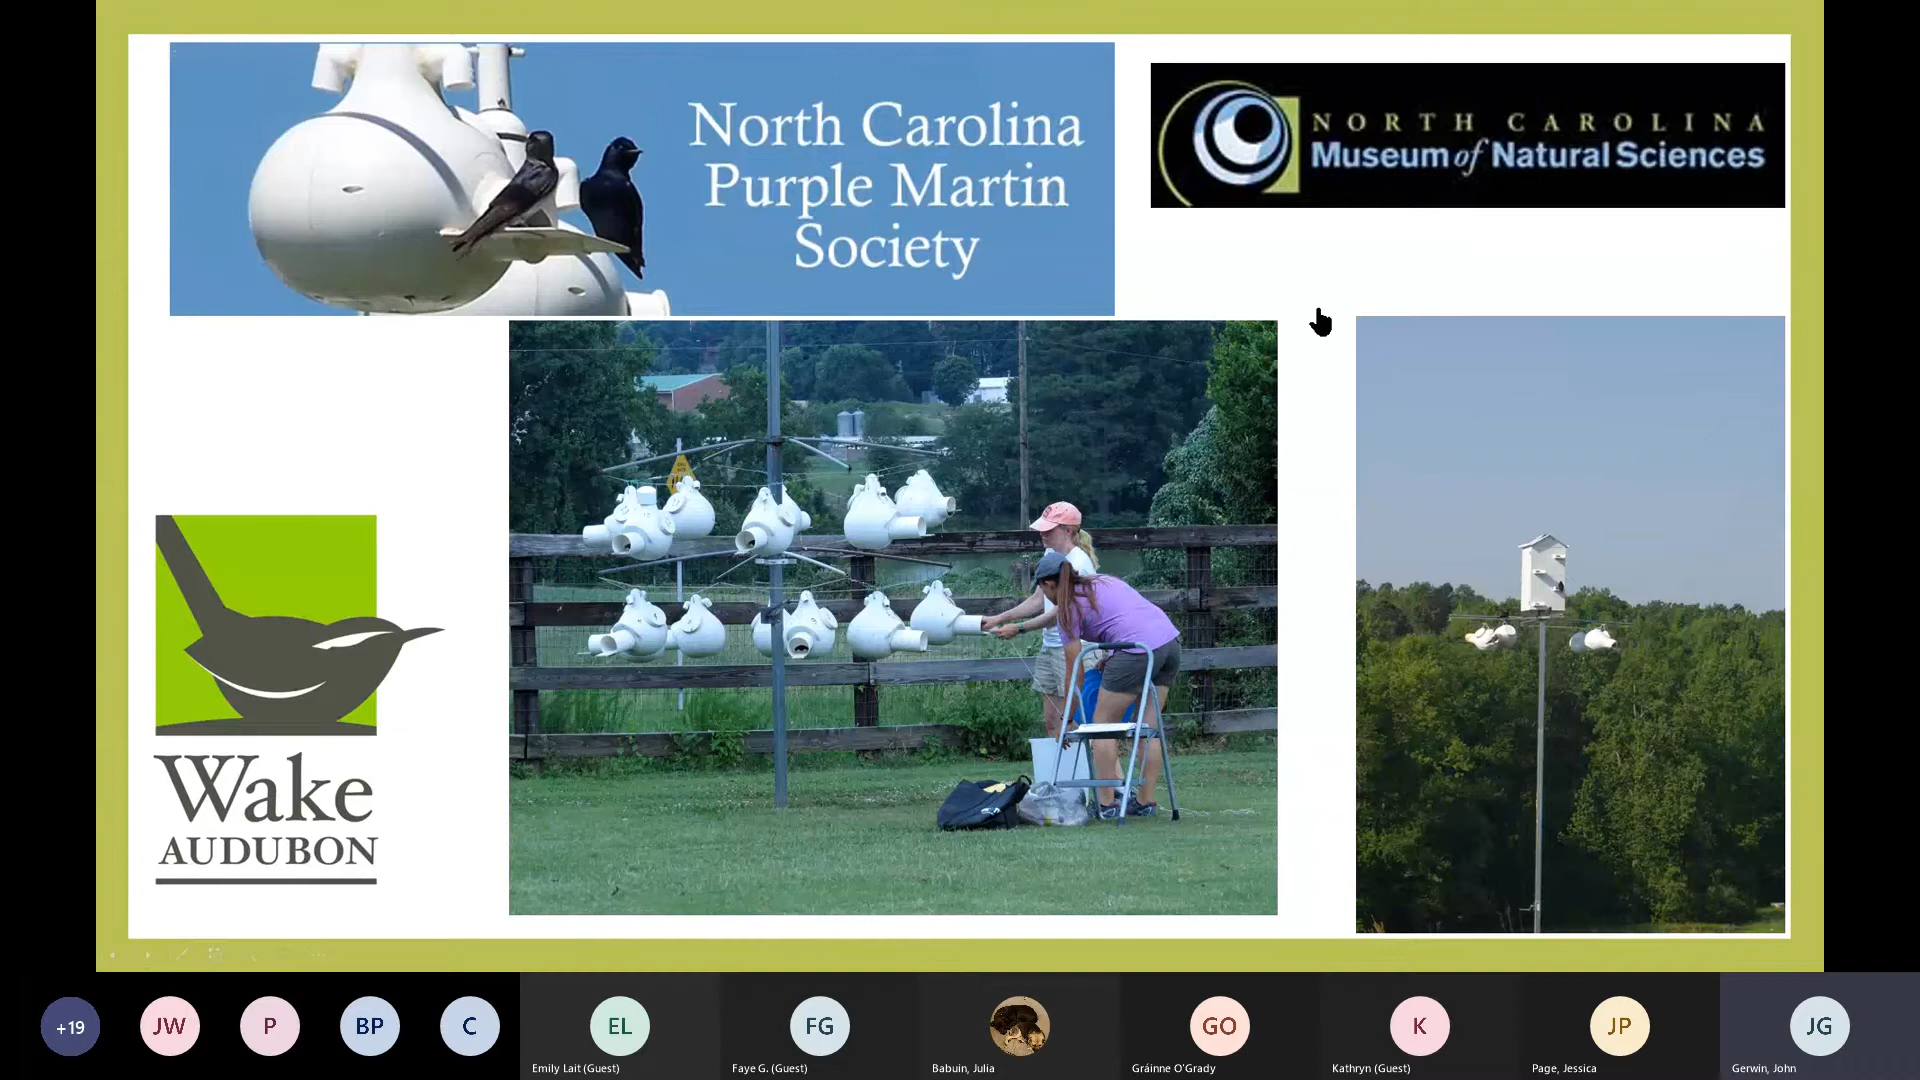 North Carolina
Purple Martin
Society
NORTH CAROLINA
Museum of Natural Sciences
Wake
AUDUBON
+19
JW
P
BP
C
EL
FG
GO
K
JP
JG
Emily Lait (Guest)
Faye G. (Guest)
Babuin, Julia
Gráinne O'Grady
Kathryn (Guest)
Page, Jessica
Gerwin, John